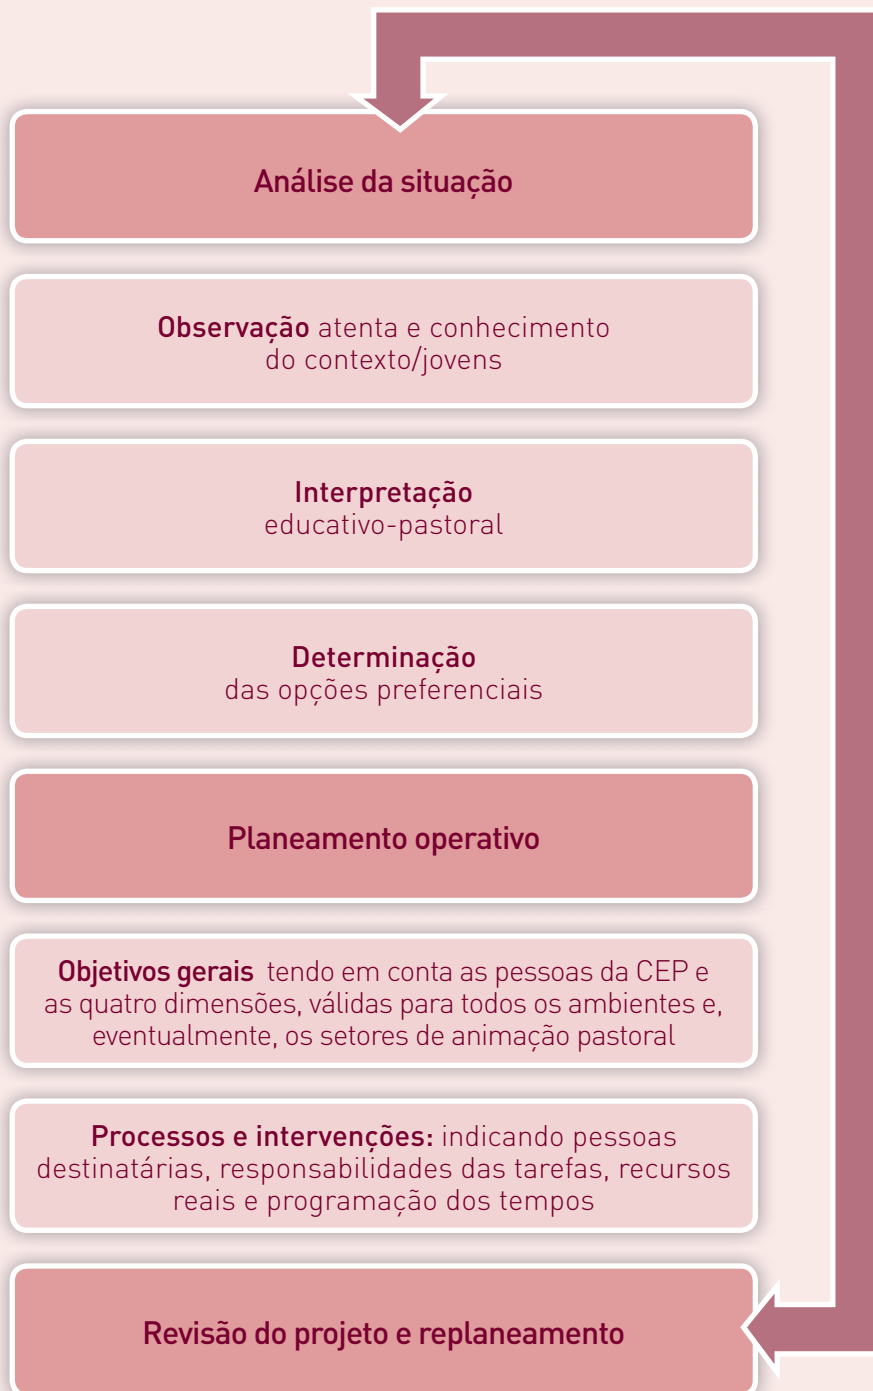 Análise da situação
Observação atenta e conhecimento
do contexto/jovens
Interpretação
educativo-pastoral
Determinação
das opções preferenciais
Planeamento operativo
Objetivos gerais tendo em conta as pessoas da CEP e
as quatro dimensões, válidas para todos os ambientes e,
eventualmente, os setores de animação pastoral
Processos e intervenções: indicando pessoas
destinatárias, responsabilidades das tarefas, recursos
reais e programação dos tempos
Revisão do projeto e replaneamento